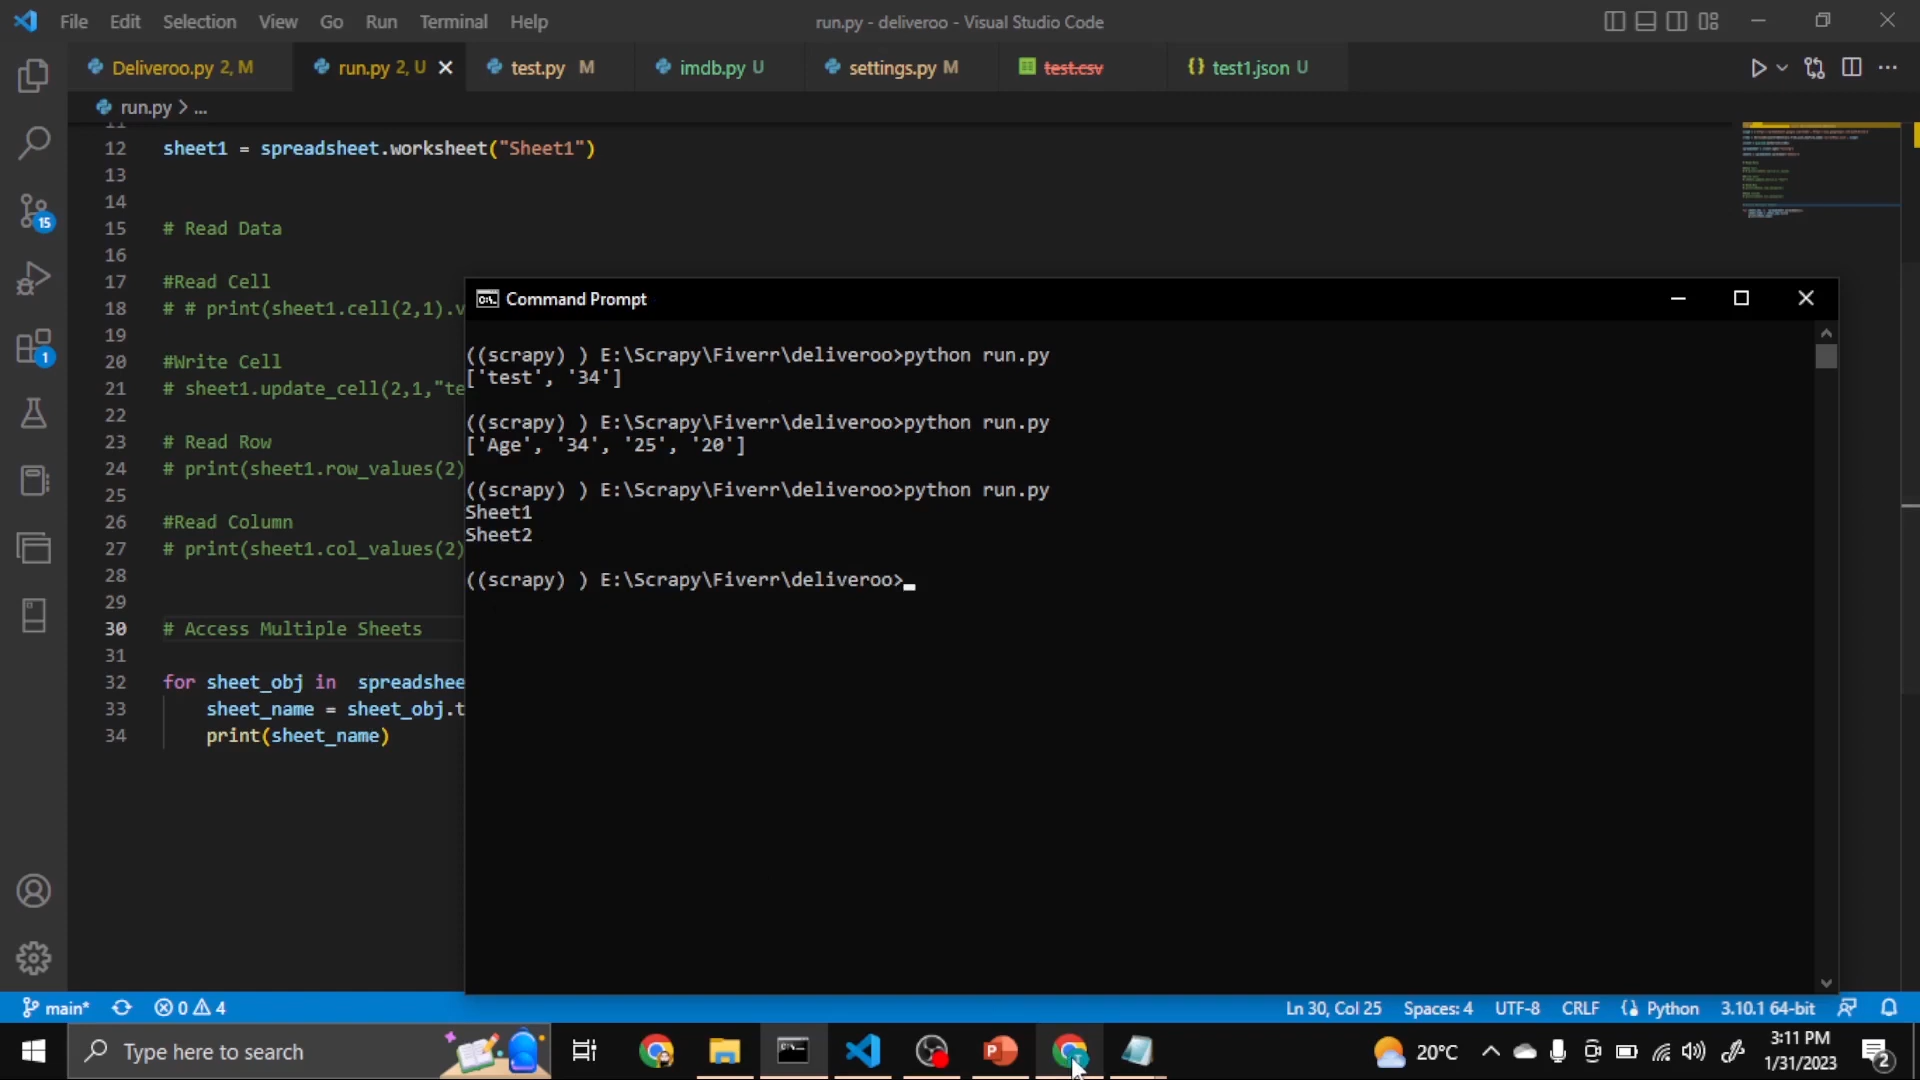 File Edit Selection View Go Run Terminal Help run.py - deliveroo - Visual Studio Code
Deliveroo.py 2, M run.py 2, U test.py M imdb.py U settings.py M test.csv {} test1.json U
run.py > ...
11
12 sheet1 = spreadsheet.worksheet("Sheet1")
13
14
15 # Read Data
16
17 #Read Cell
18 # # print(sheet1.cell(2,1).v
19
20 #Write Cell
21 # sheet1.update_cell(2,1,"te
22
23 # Read Row
24 # print(sheet1.row_values(2)
25
26 #Read Column
27 # print(sheet1.col_values(2)
28
29
30 # Access Multiple Sheets
31
32 for sheet_obj in spreadshee
33 sheet_name = sheet_obj.t
34 print(sheet_name)
15
1
Command Prompt
((scrapy) ) E:\Scrapy\Fiverr\deliveroo>python run.py
['test', '34']
((scrapy) ) E:\Scrapy\Fiverr\deliveroo>python run.py
['Age', '34', '25', '20']
((scrapy) ) E:\Scrapy\Fiverr\deliveroo>python run.py
Sheet1
Sheet2
((scrapy) ) E:\Scrapy\Fiverr\deliveroo>
main* 0 4 Ln 30, Col 25 Spaces: 4 UTF-8 CRLF {} Python 3.10.1 64-bit
Type here to search 20°C 3:11 PM
1/31/2023 2